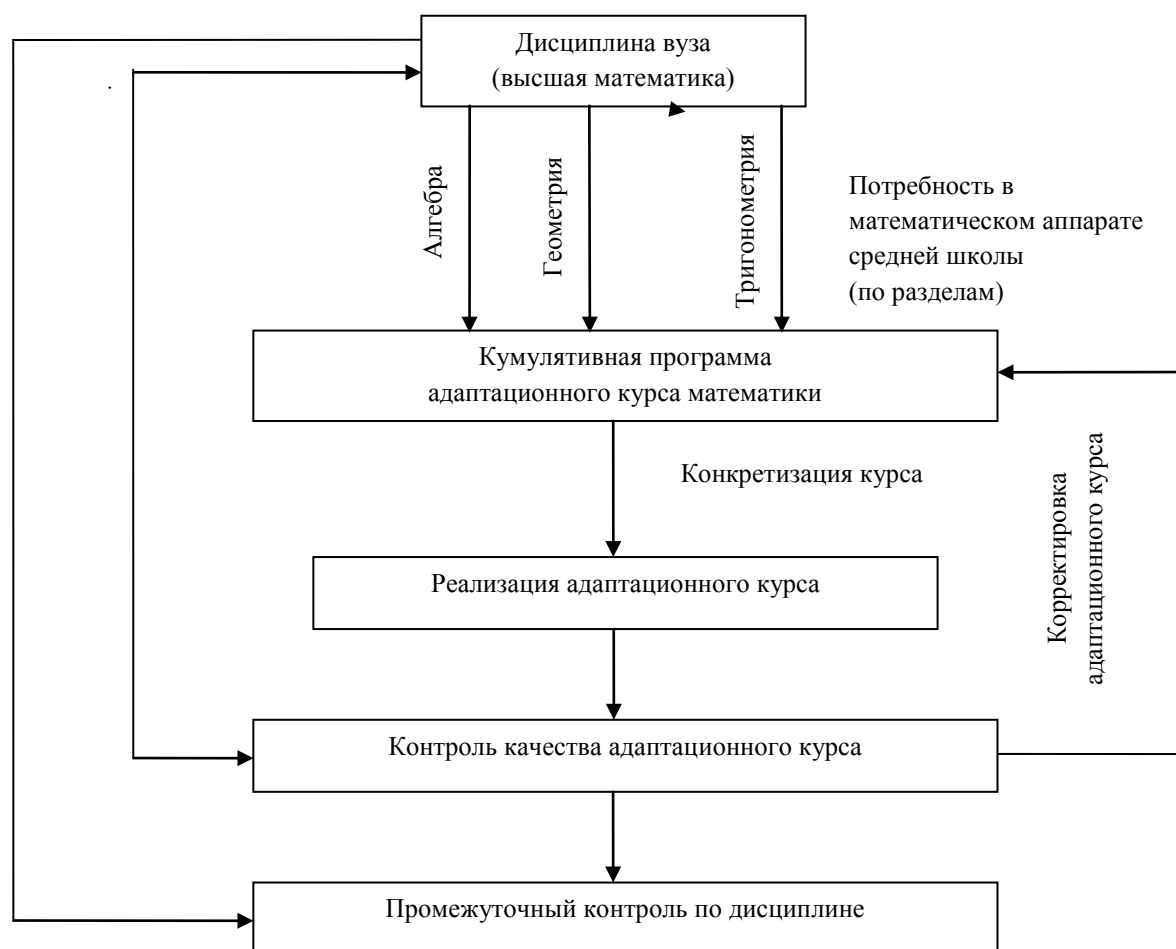 Дисциплина вуза
(высшая математика)
Алгебра
Геометрия
Тригонометрия
Потребность в
математическом аппарате
средней школы
(по разделам)
Кумулятивная программа
адаптационного курса математики
Конкретизация курса
Корректировка
адаптационного курса
Реализация адаптационного курса
Контроль качества адаптационного курса
Промежуточный контроль по дисциплине